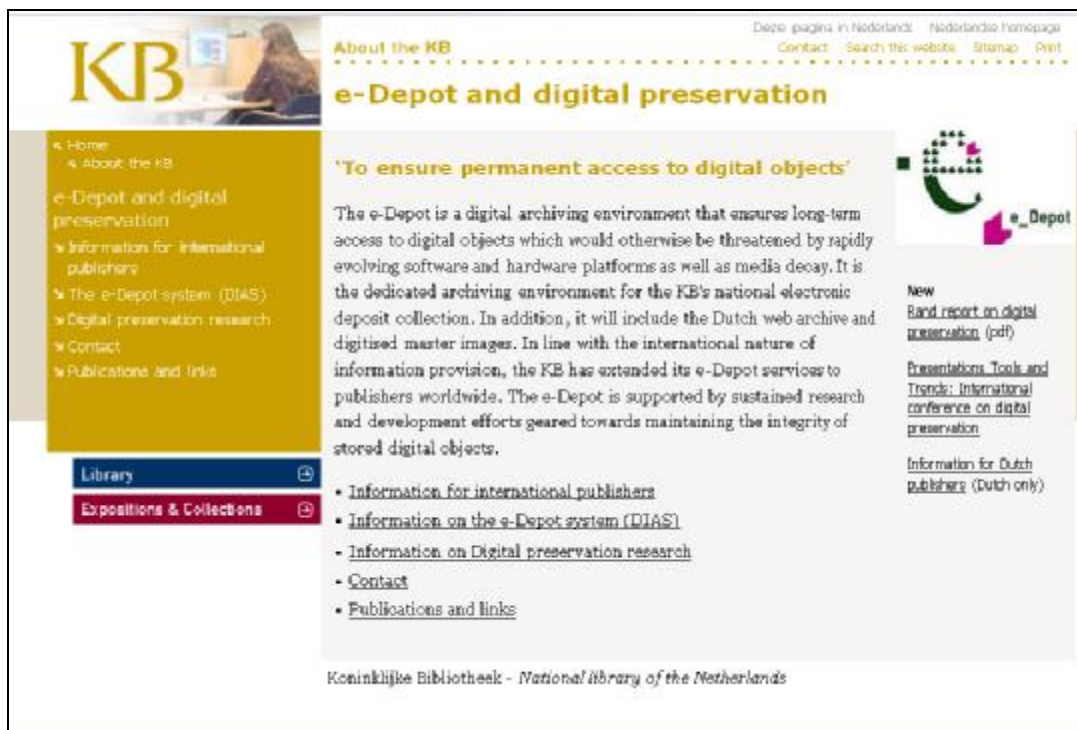 KB
About the KB
Deze pagina in Nederlands Nederlandse homepage
Contact Search this website Sitemap Print
e-Depot and digital preservation
Home
About the KB
e-Depot and digital
preservation
Information for international
publishers
The e-Depot system (DIAS)
Digital preservation research
Contact
Publications and links
Library
Expositions & Collections
'To ensure permanent access to digital objects'
The e-Depot is a digital archiving environment that ensures long-term
access to digital objects which would otherwise be threatened by rapidly
evolving software and hardware platforms as well as media decay. It is
the dedicated archiving environment for the KB's national electronic
deposit collection. In addition, it will include the Dutch web archive and
digitised master images. In line with the international nature of
information provision, the KB has extended its e-Depot services to
publishers worldwide. The e-Depot is supported by sustained research
and development efforts geared towards maintaining the integrity of
stored digital objects.
• Information for international publishers
• Information on the e-Depot system (DIAS)
• Information on Digital preservation research
• Contact
• Publications and links
e_Depot
New
Rand report on digital
preservation (pdf)
Presentations Tools and
Trends: International
conference on digital
preservation
Information for Dutch
publishers (Dutch only)
Koninklijke Bibliotheek - National library of the Netherlands